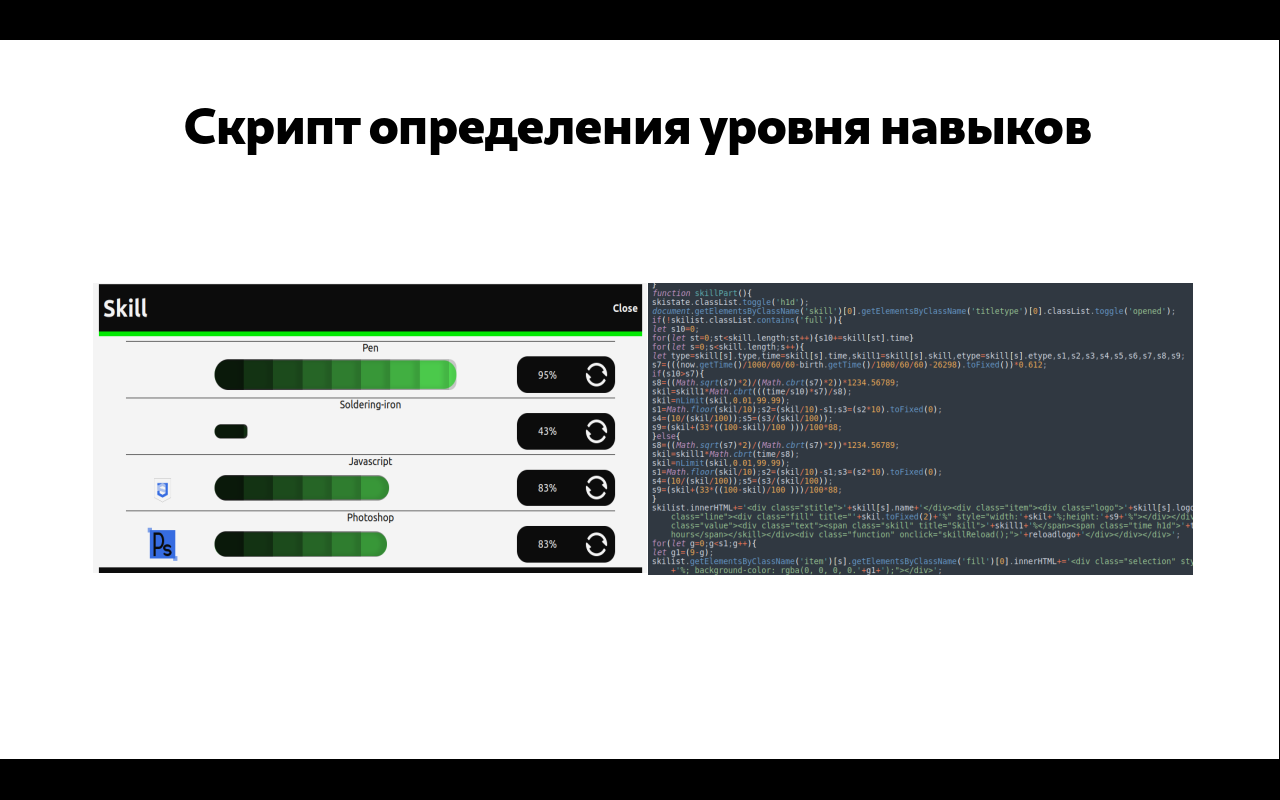 Скрипт определения уровня навыков
Skill
Close
Pen
95%
Soldering-iron
43%
Javascript
83%
Photoshop
Ps
83%
}
function skillPart(){
skistate.classList.toggle('h1d');
document.getElementsByClassName('skill')[0].getElementsByClassName('titletype')[0].classList.toggle('opened');
if(!skilist.classList.contains('full')){
let s10=0;
for(let st=0;st<skill.length;st++){s10+=skill[st].time}
for(let s=0;s<skill.length;s++){
let type=skill[s].type,time=skill[s].time,skill1=skill[s].skill,etype=skill[s].etype,s1,s2,s3,s4,s5,s6,s7,s8,s9;
s7=(((now.getTime()/1000/60/60-birth.getTime()/1000/60/60)-26298).toFixed())*0.612;
if(s10>s7){
s8=((Math.sqrt(s7)*2)/(Math.cbrt(s7)*2))*1234.56789;
skil=skill1*Math.cbrt(((time/s10)*s7)/s8);
skil=nLimit(skil,0.01,99.99);
s1=Math.floor(skil/10);s2=(skil/10)-s1;s3=(s2*10).toFixed(0);
s4=(10/(skil/100));s5=(s3/(skil/100));
s9=(skil+(33*((100-skil)/100 )))/100*88;
}else{
s8=((Math.sqrt(s7)*2)/(Math.cbrt(s7)*2))*1234.56789;
skil=skill1*Math.cbrt(time/s8);
skil=nLimit(skil,0.01,99.99);
s1=Math.floor(skil/10);s2=(skil/10)-s1;s3=(s2*10).toFixed(0);
s4=(10/(skil/100));s5=(s3/(skil/100));
s9=(skil+(33*((100-skil)/100 )))/100*88;
}
skilist.innerHTML+='<div class="stitle">'+skill[s].name+'</div><div class="item"><div class="logo">'+skill[s].logo
class="line"><div class="fill" title="'+skil.toFixed(2)+'%" style="width:'+skil+'%;height:'+s9+'%"></div></div>
class="value"><div class="text"><span class="skill" title="Skill">'+skill1+'%</span><span class="time h1d">'+t
hours</span></skill></div><div class="function" onclick="skillReload();">'+reloadlogo+'</div></div></div>';
for(let g=0;g<s1;g++){
let g1=(9-g);
skilist.getElementsByClassName('item')[s].getElementsByClassName('fill')[0].innerHTML+='<div class="selection" sty
+'%; background-color: rgba(0, 0, 0, 0.'+g1+');"></div>';